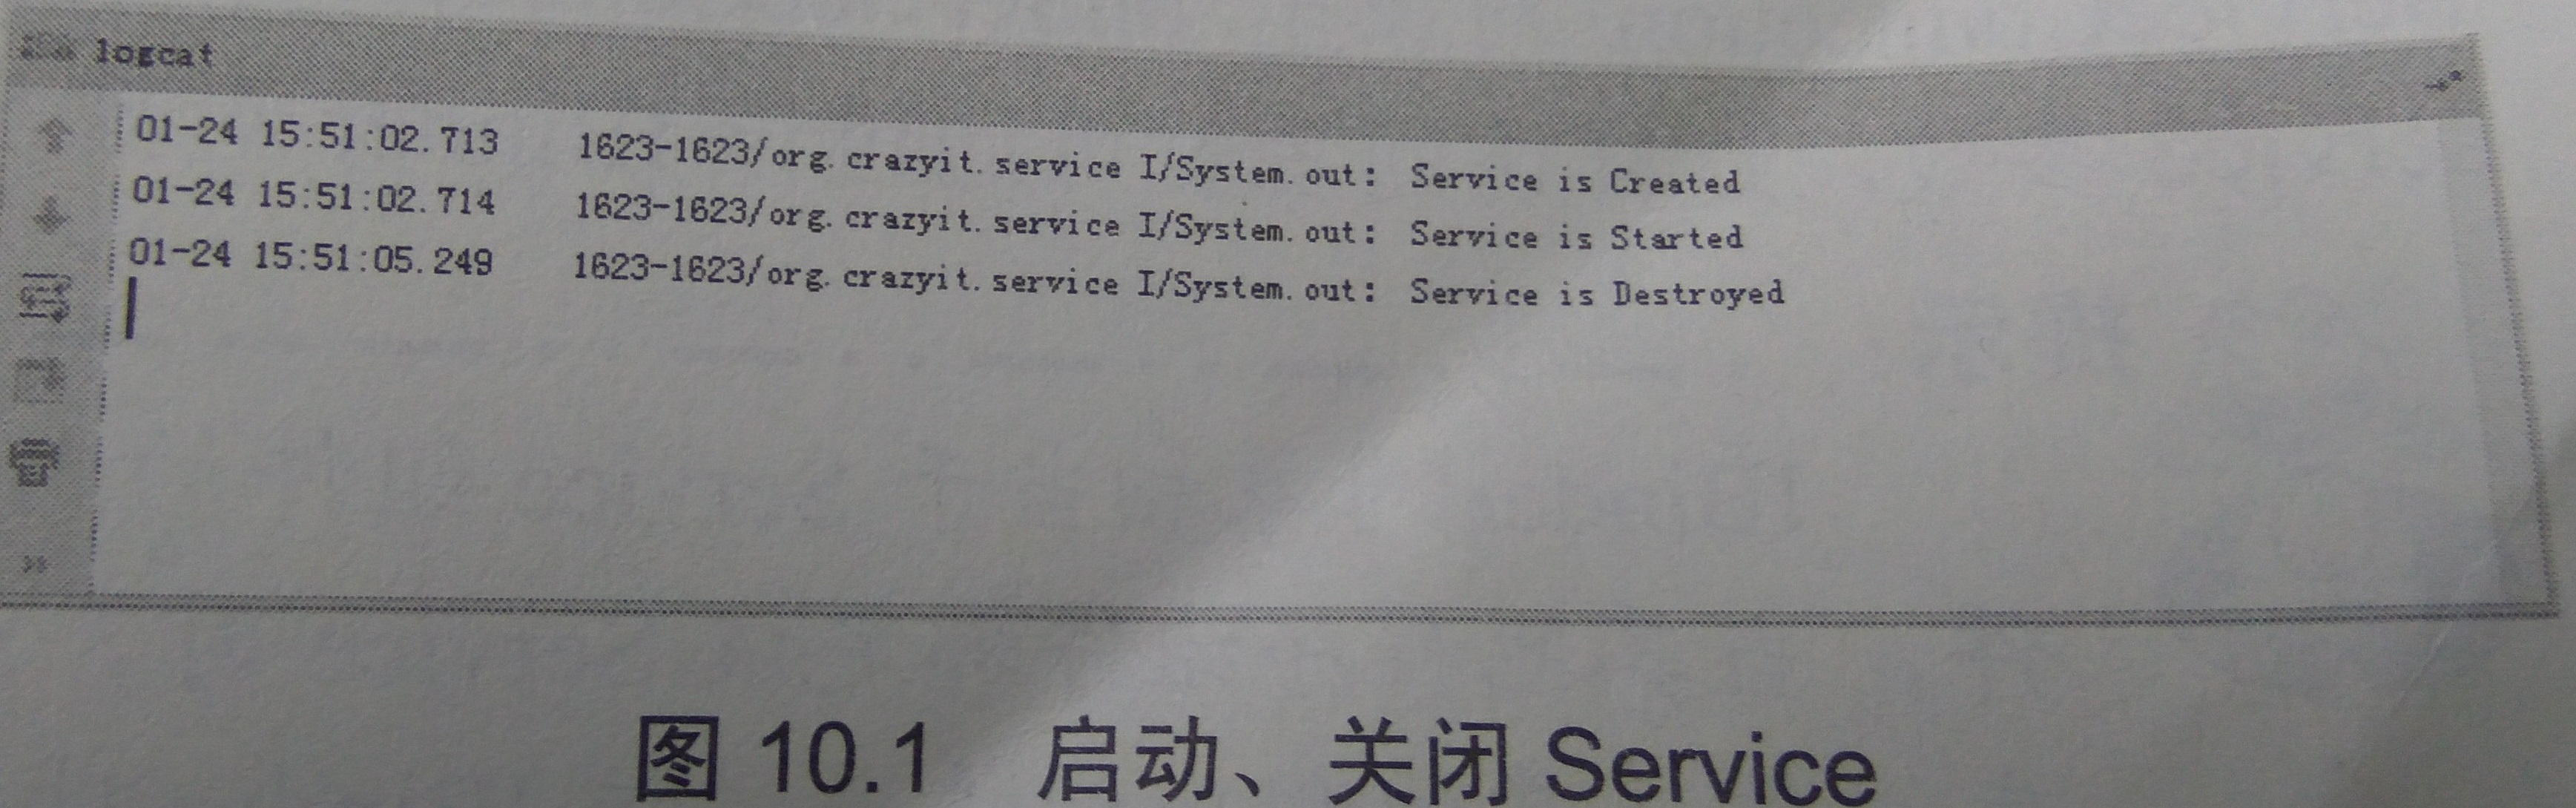 logcat
01-24 15:51:02.713 1623-1623/org.crazyit.service I/System.out: Service is Created
01-24 15:51:02.714 1623-1623/org.crazyit.service I/System.out: Service is Started
01-24 15:51:05.249 1623-1623/org.crazyit.service I/System.out: Service is Destroyed
图 10.1 启动、关闭 Service